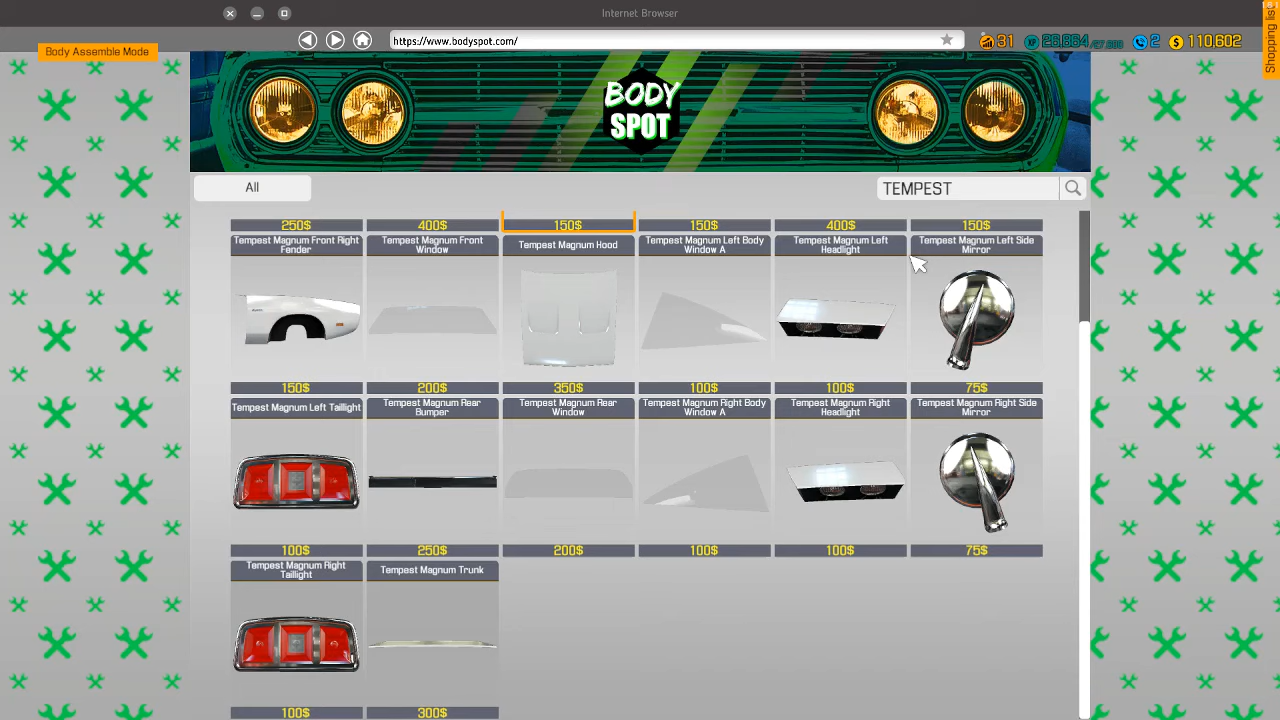 Internet Browser
Body Assemble Mode
https://www.bodyspot.com/
31
26,864/27,000
2
$ 110,602
Shopping list
BODY
SPOT
All
TEMPEST
250$
400$
150$
150$
400$
150$
Tempest Magnum Front Right
Fender
Tempest Magnum Front
Window
Tempest Magnum Hood
Tempest Magnum Left Body
Window A
Tempest Magnum Left
Headlight
Tempest Magnum Left Side
Mirror
150$
200$
350$
100$
100$
75$
Tempest Magnum Left Taillight
Tempest Magnum Rear
Bumper
Tempest Magnum Rear
Window
Tempest Magnum Right Body
Window A
Tempest Magnum Right
Headlight
Tempest Magnum Right Side
Mirror
100$
250$
200$
100$
100$
75$
Tempest Magnum Right
Taillight
Tempest Magnum Trunk
100$
300$